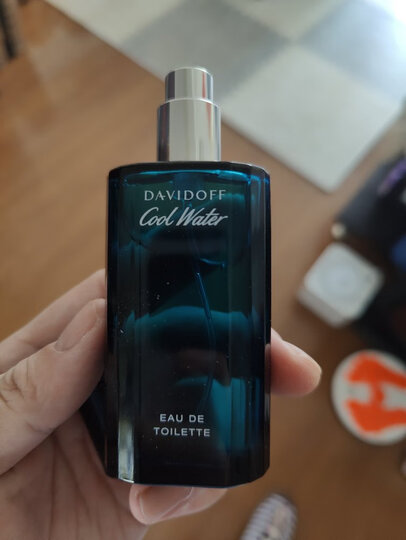 DAVIDOFF
Cool Water
EAU DE
TOILETTE